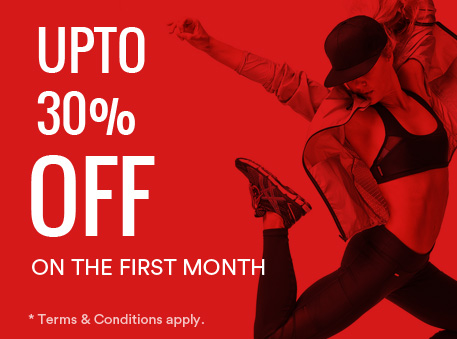 UPTO
30%
OFF
ON THE FIRST MONTH
* Terms & Conditions apply.